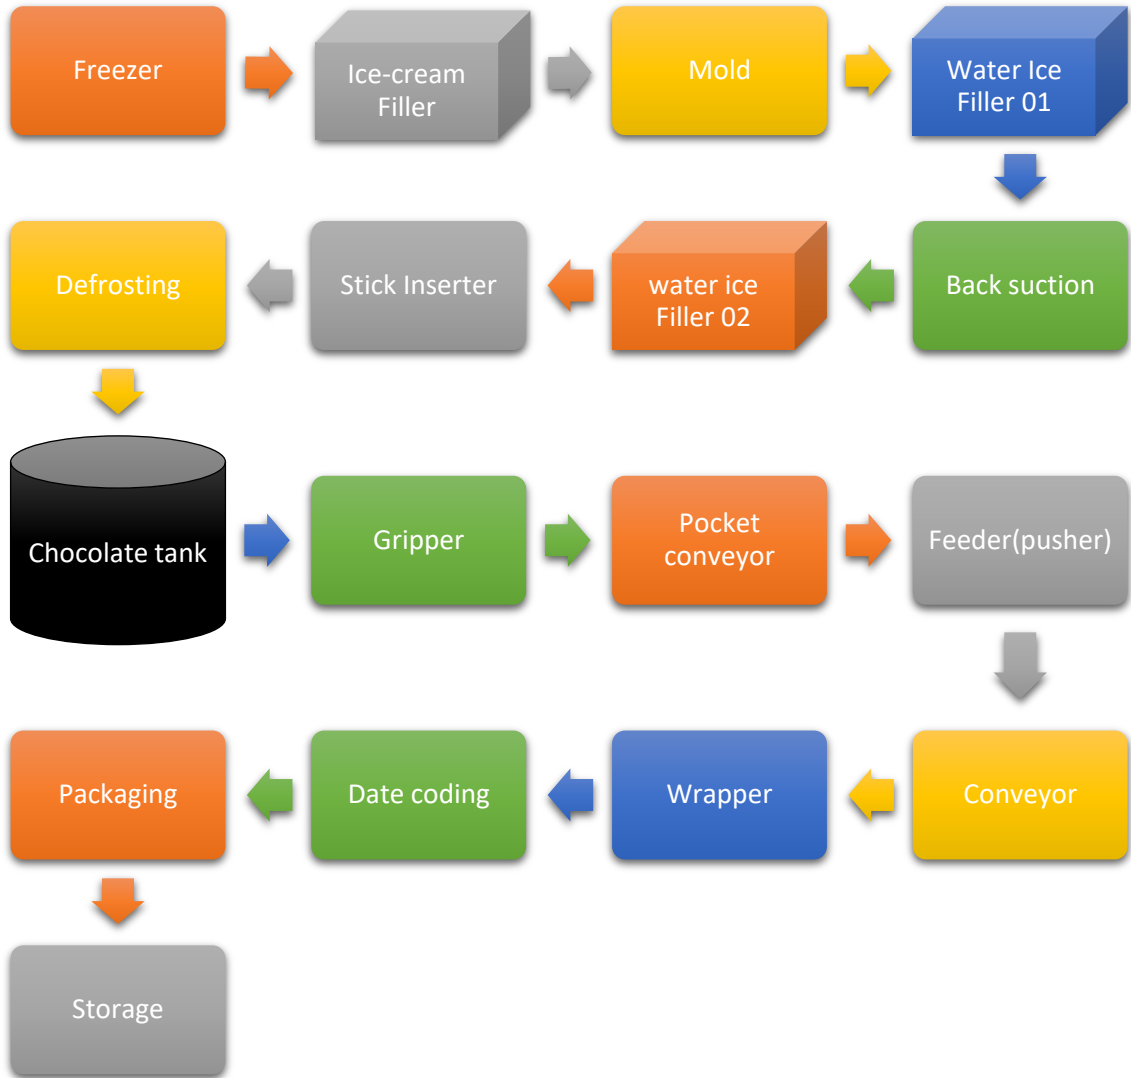 Freezer
Ice-cream
Filler
Mold
Water Ice
Filler 01
Back suction
water ice
Filler 02
Stick Inserter
Defrosting
Chocolate tank
Gripper
Pocket
conveyor
Feeder(pusher)
Conveyor
Wrapper
Date coding
Packaging
Storage